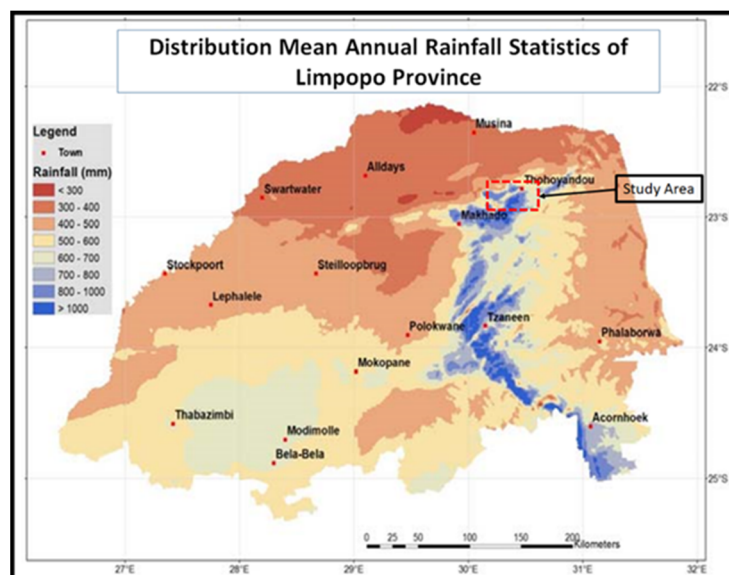 Distribution Mean Annual Rainfall Statistics of
Limpopo Province
22°S
23°S
24°S
25°S
Legend
Town
Rainfall (mm)
< 300
300 - 400
400 - 500
500 - 600
600 - 700
700 - 800
800 - 1000
> 1000
Musina
Alldays
Swartwater
Thohoyandou
Study Area
Makhado
Stockpoort
Steilloopbrug
Lephalele
Tzaneen
Polokwane
Phalaborwa
Mokopane
Thabazimbi
Modimolle
Acornhoek
Bela-Bela
0 25 50 100 150 200
Kilometers
27°E 28°E 29°E 30°E 31°E 32°E